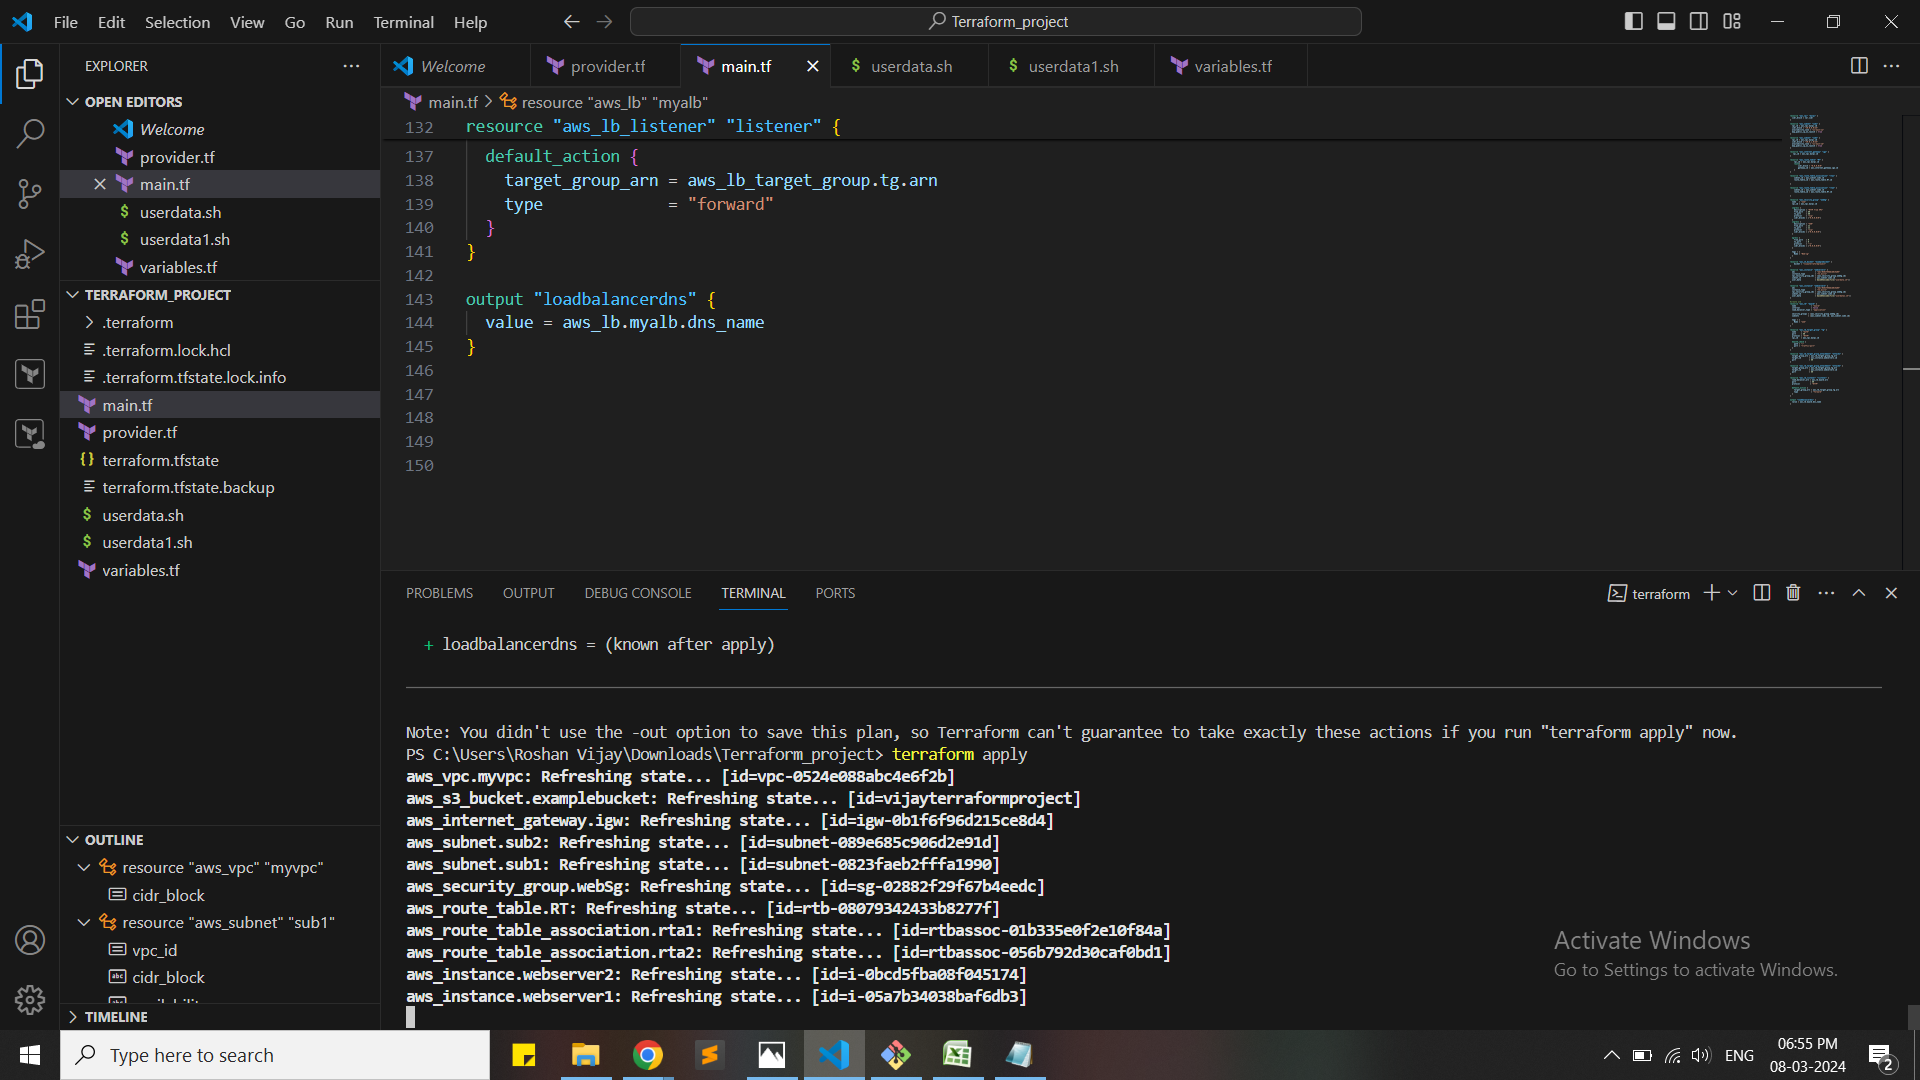 File Edit Selection View Go Run Terminal Help
Terraform_project
EXPLORER
OPEN EDITORS
Welcome
provider.tf
main.tf
userdata.sh
userdata1.sh
variables.tf
TERRAFORM_PROJECT
.terraform
.terraform.lock.hcl
.terraform.tfstate.lock.info
main.tf
provider.tf
terraform.tfstate
terraform.tfstate.backup
userdata.sh
userdata1.sh
variables.tf
OUTLINE
resource "aws_vpc" "myvpc"
cidr_block
resource "aws_subnet" "sub1"
vpc_id
cidr_block
TIMELINE
Welcome provider.tf main.tf userdata.sh userdata1.sh variables.tf
main.tf > resource "aws_lb" "myalb"
132 resource "aws_lb_listener" "listener" {
137 default_action {
138 target_group_arn = aws_lb_target_group.tg.arn
139 type = "forward"
140 }
141 }
142
143 output "loadbalancerdns" {
144 value = aws_lb.myalb.dns_name
145 }
146
147
148
149
150
PROBLEMS OUTPUT DEBUG CONSOLE TERMINAL PORTS
terraform
+ loadbalancerdns = (known after apply)
Note: You didn't use the -out option to save this plan, so Terraform can't guarantee to take exactly these actions if you run "terraform apply" now.
PS C:\Users\Roshan Vijay\Downloads\Terraform_project> terraform apply
aws_vpc.myvpc: Refreshing state... [id=vpc-0524e088abc4e6f2b]
aws_s3_bucket.examplebucket: Refreshing state... [id=vijayterraformproject]
aws_internet_gateway.igw: Refreshing state... [id=igw-0b1f6f96d215ce8d4]
aws_subnet.sub2: Refreshing state... [id=subnet-089e685c906d2e91d]
aws_subnet.sub1: Refreshing state... [id=subnet-0823faeb2fffa1990]
aws_security_group.webSg: Refreshing state... [id=sg-02882f29f67b4eedc]
aws_route_table.RT: Refreshing state... [id=rtb-08079342433b8277f]
aws_route_table_association.rta1: Refreshing state... [id=rtbassoc-01b335e0f2e10f84a]
aws_route_table_association.rta2: Refreshing state... [id=rtbassoc-056b792d30caf0bd1]
aws_instance.webserver2: Refreshing state... [id=i-0bcd5fba08f045174]
aws_instance.webserver1: Refreshing state... [id=i-05a7b34038baf6db3]
Activate Windows
Go to Settings to activate Windows.
Type here to search
ENG
06:55 PM
08-03-2024
2